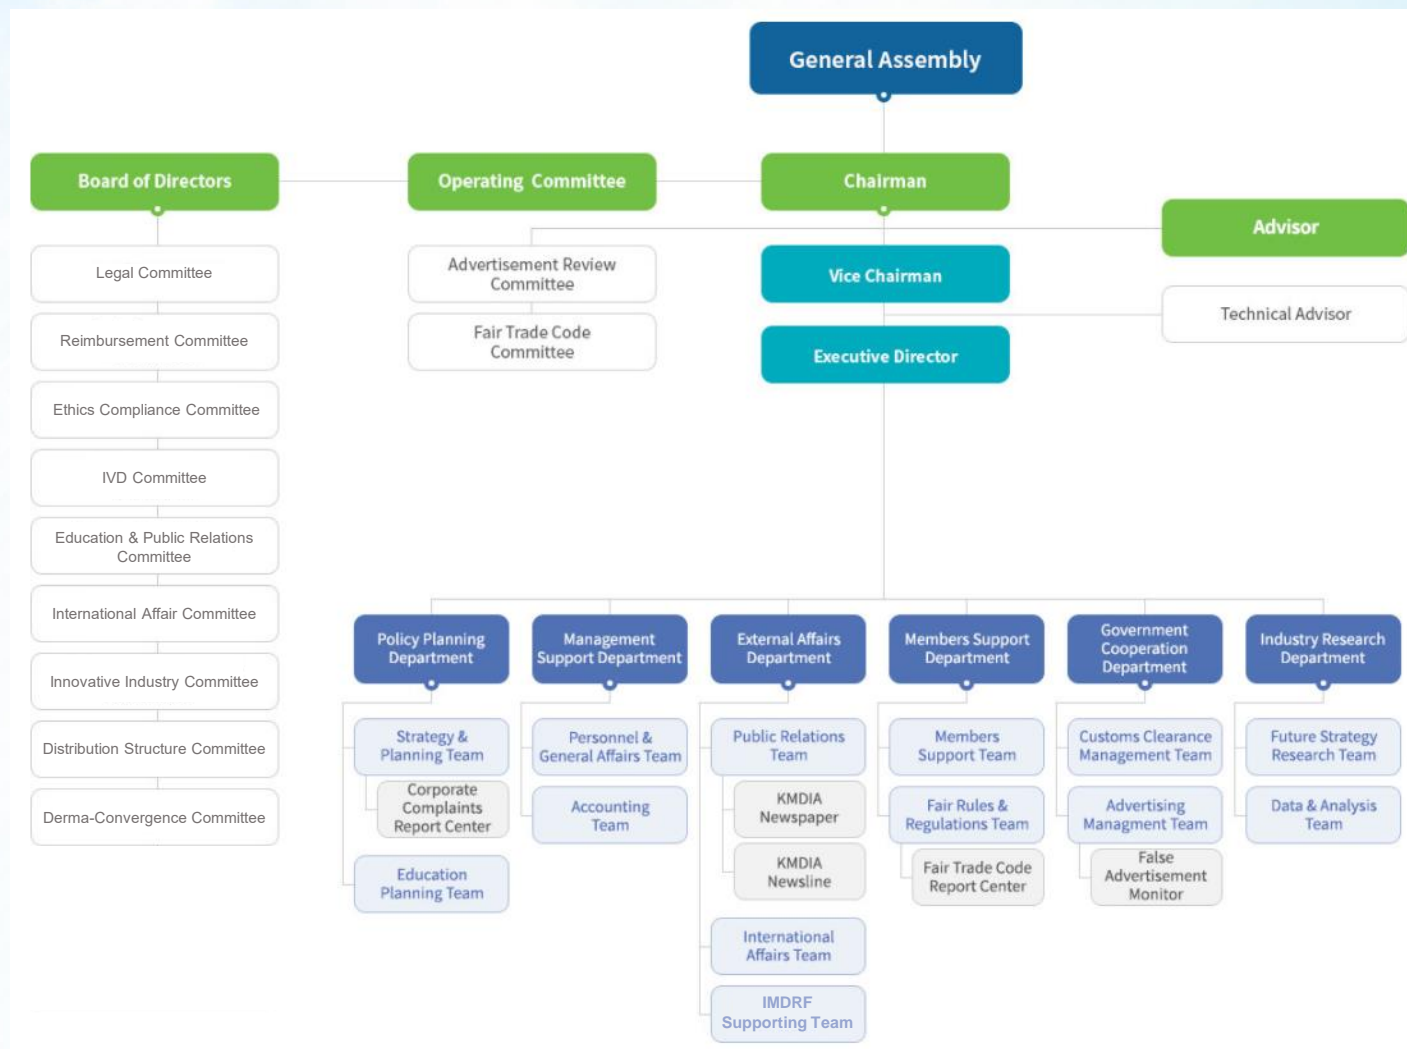 General Assembly
Board of Directors
Operating Committee
Chairman
Advisor
Legal Committee
Advertisement Review
Committee
Vice Chairman
Technical Advisor
Reimbursement Committee
Fair Trade Code
Committee
Executive Director
Ethics Compliance Committee
IVD Committee
Education & Public Relations
Committee
International Affair Committee
Innovative Industry Committee
Distribution Structure Committee
Derma-Convergence Committee
Policy Planning
Department
Management
Support Department
External Affairs
Department
Members Support
Department
Government
Cooperation
Department
Industry Research
Department
Strategy &
Planning Team
Corporate
Complaints
Report Center
Education
Planning Team
Personnel &
General Affairs Team
Accounting
Team
Public Relations
Team
KMDIA
Newspaper
KMDIA
Newsline
International
Affairs Team
IMDRF
Supporting Team
Members
Support Team
Fair Rules &
Regulations Team
Fair Trade Code
Report Center
Customs Clearance
Management Team
Advertising
Managment Team
False
Advertisement
Monitor
Future Strategy
Research Team
Data & Analysis
Team